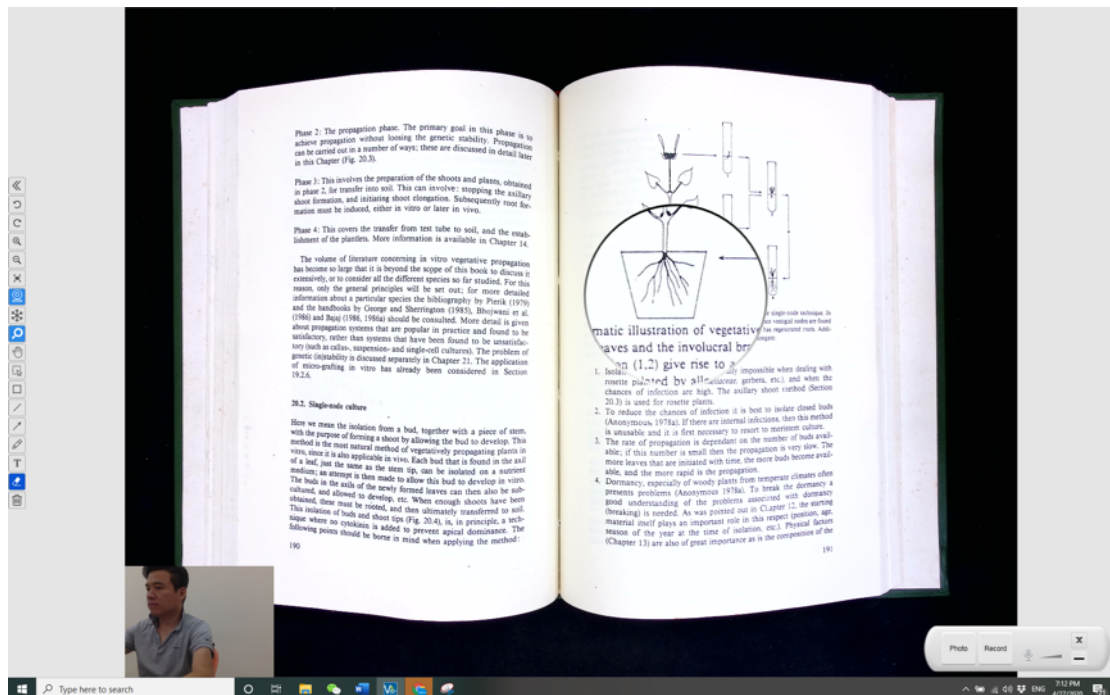 Phase 2: The propagation phase. The primary goal in this phase is to
achieve propagation without loosing the genetic stability. Propagation
can be carried out in a number of ways; these are discussed in detail later
in this Chapter (Fig. 20.3).
Phase 3: This involves the preparation of the shoots and plants, obtained
in phase 2, for transfer into soil. This can involve: stopping the axillary
shoot formation, and initiating shoot elongation. Subsequently root for-
mation must be induced, either in vitro or later in vivo.
Phase 4: This covers the transfer from test tube to soil, and the estab-
lishment of the plantlets. More information is available in Chapter 14.
The volume of literature concerning in vitro vegetative propagation
has become so large that it is beyond the scope of this book to discuss it
extensively, or to consider all the different species so far studied. For this
reason, only the general principles will be set out; for more detailed
information about a particular species the bibliography by Pierik (1979)
and the handbooks by George and Sherrington (1985), Bhojwani et al.
(1986) and Bajaj (1986, 1986a) should be consulted. More detail is given
about propagation systems that are popular in practice and found to be
satisfactory, rather than systems that have been found to be unsatisfac-
tory (such as callus-, suspension- and single-cell cultures). The problem of
genetic (in)stability is discussed separately in Chapter 21. The application
of micro-grafting in vitro has already been considered in Section
19.2.6.
20.2. Single-node culture
Here we mean the isolation from a bud, together with a piece of stem,
with the purpose of forming a shoot by allowing the bud to develop. This
method is the most natural method of vegetatively propagating plants in
vitro, since it is also applicable in vivo. Each bud that is found in the axil
of a leaf, just the same as the stem tip, can be isolated on a nutrient
medium; an attempt is then made to allow this bud to develop in vitro.
The buds in the axils of the newly formed leaves can then also be sub-
cultured, and allowed to develop, etc. When enough shoots have been
obtained, these must be rooted, and then ultimately transferred to soil.
This isolation of buds and shoot tips (Fig. 20.4), is, in principle, a tech-
nique where no cytokinin is added to prevent apical dominance. The
following points should be borne in mind when applying the method:
190
single-node technique. In
vestigial nodes are found
has regenerated roots. Addi-
matic illustration of vegetative
eaves and the involucral
(1,2) give rise to a
by
1. impossible when dealing with
rosette gerbera, etc.), and when the
chances of infection are high. The axillary shoot method (Section
20.3) is used for rosette plants.
2. To reduce the chances of infection it is best to isolate closed buds
(Anonymous, 1978a). If there are internal infections, then this method
is unusable and it is first necessary to resort to meristem culture.
3. The rate of propagation is dependant on the number of buds avail-
able; if this number is small then the propagation is very slow. The
more leaves that are initiated with time, the more buds become avail-
able, and the more rapid is the propagation.
4. Dormancy, especially of woody plants from temperate climates often
presents problems (Anonymous 1978a). To break the dormancy a
good understanding of the problems associated with dormancy
(breaking) is needed. As was pointed out in Chapter 12, the starting
material itself plays an important role in this respect (position, age,
season of the year at the time of isolation, etc.). Physical factors
(Chapter 13) are also of great importance as is the composition of the
191
Photo Record X
T
Type here to search
ENG
7:12 PM